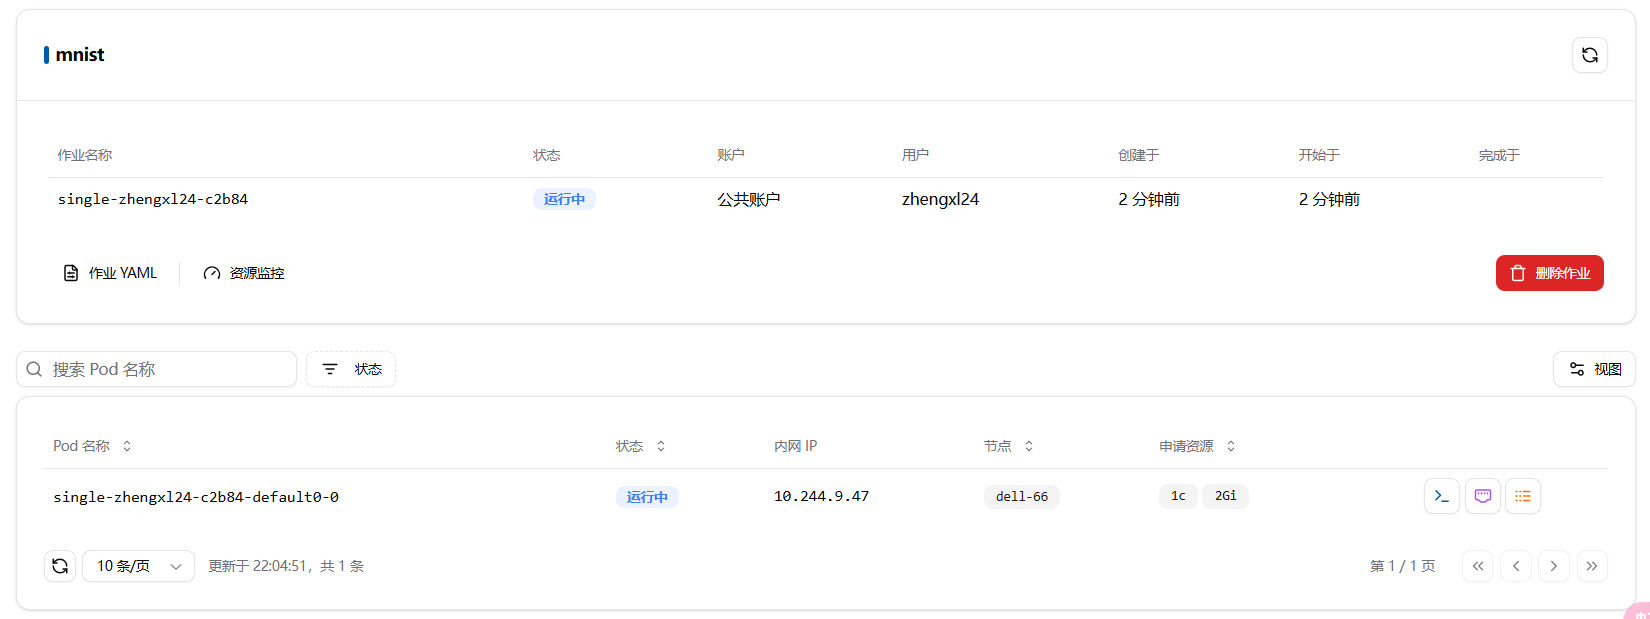 mnist
作业名称 状态 账户 用户 创建于 开始于 完成于
single-zhengxl24-c2b84 运行中 公共账户 zhengxl24 2 分钟前 2 分钟前
作业 YAML 资源监控 删除作业
搜索 Pod 名称 状态 视图
Pod 名称 状态 内网 IP 节点 申请资源
single-zhengxl24-c2b84-default0-0 运行中 10.244.9.47 dell-66 1c 2Gi
10 条/页 更新于 22:04:51，共 1 条 第 1 / 1 页